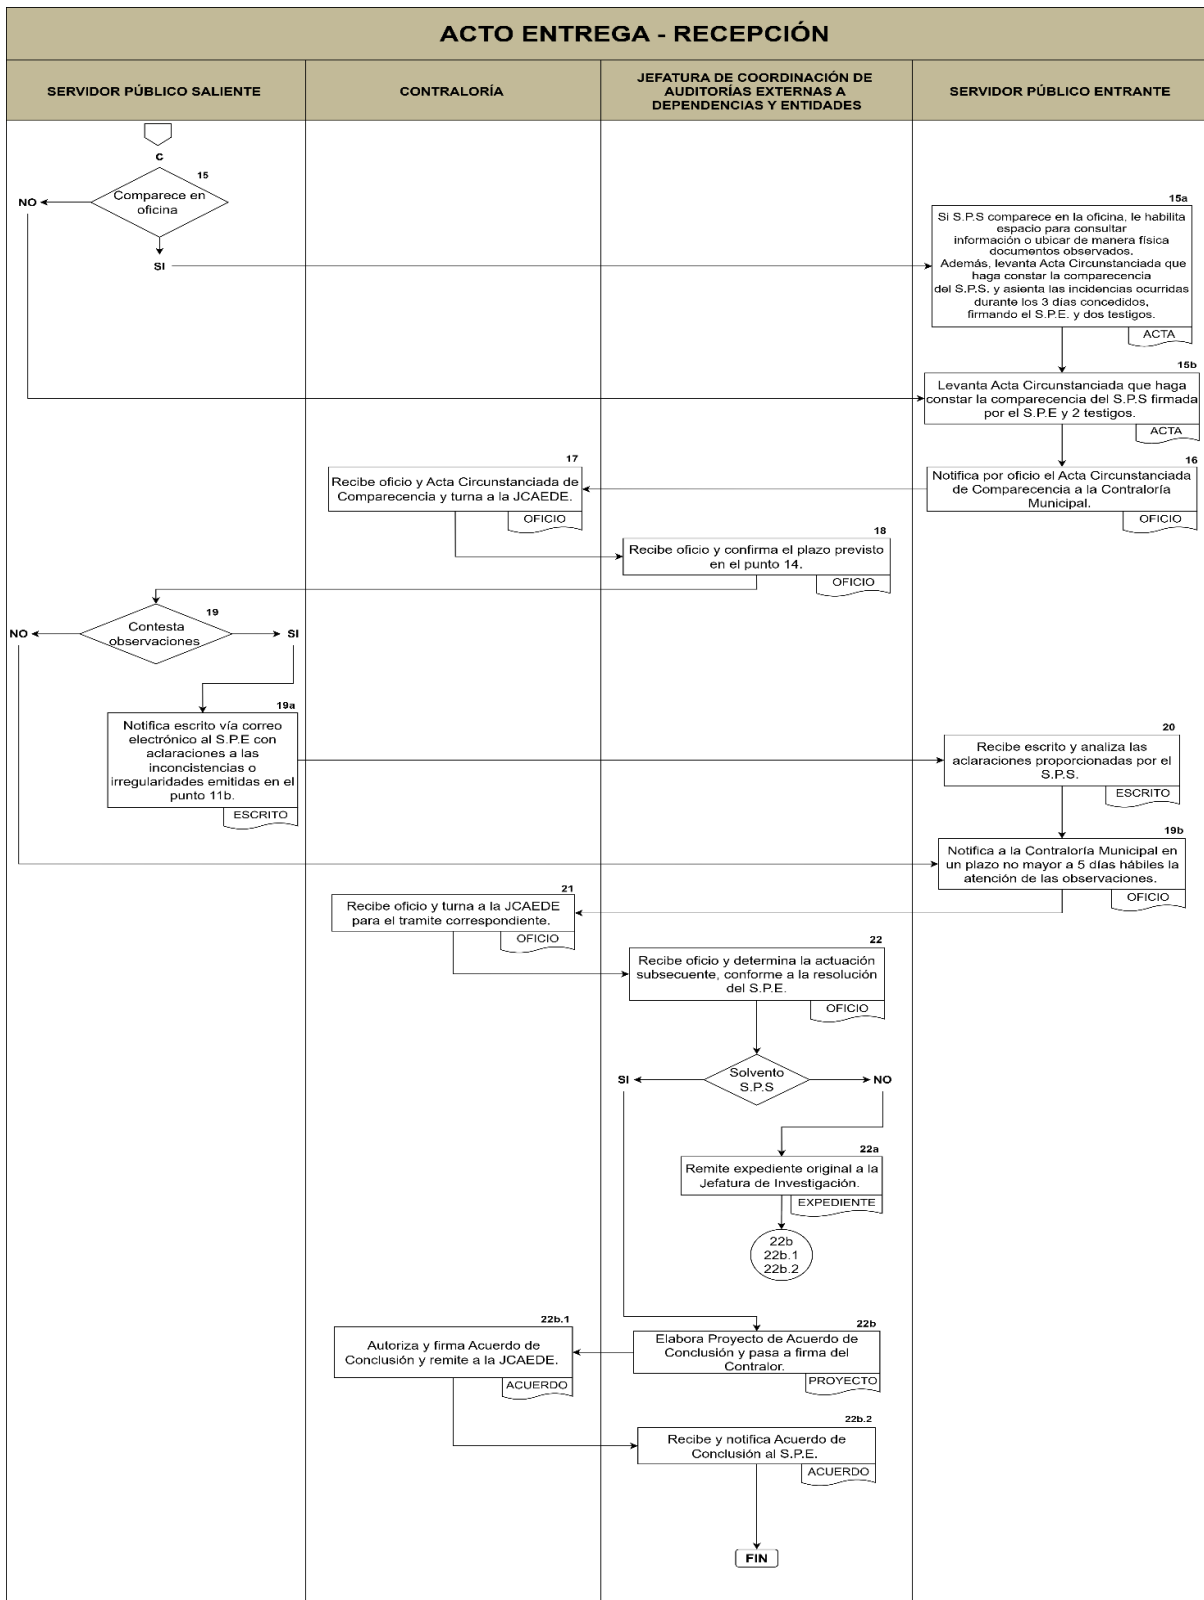 ACTO ENTREGA - RECEPCIÓN
SERVIDOR PÚBLICO SALIENTE
CONTRALORÍA
JEFATURA DE COORDINACIÓN DE
AUDITORÍAS EXTERNAS A
DEPENDENCIAS Y ENTIDADES
SERVIDOR PÚBLICO ENTRANTE
C
15
Comparece en
oficina
NO
SI
15a
Si S.P.S comparece en la oficina, le habilita
espacio para consultar
información o ubicar de manera física
documentos observados.
Además, levanta Acta Circunstanciada que
haga constar la comparecencia
del S.P.S. y asienta las incidencias ocurridas
durante los 3 días concedidos,
firmando el S.P.E. y dos testigos.
ACTA
15b
Levanta Acta Circunstanciada que haga
constar la comparecencia del S.P.S firmada
por el S.P.E y 2 testigos.
ACTA
16
Notifica por oficio el Acta Circunstanciada
de Comparecencia a la Contraloría
Municipal.
OFICIO
17
Recibe oficio y Acta Circunstanciada de
Comparecencia y turna a la JCAEDE.
OFICIO
18
Recibe oficio y confirma el plazo previsto
en el punto 14.
OFICIO
19
Contesta
observaciones
NO
SI
19a
Notifica escrito vía correo
electrónico al S.P.E con
aclaraciones a las
inconcistencias o
irregularidades emitidas en el
punto 11b.
ESCRITO
20
Recibe escrito y analiza las
aclaraciones proporcionadas por el
S.P.S.
ESCRITO
19b
Notifica a la Contraloría Municipal en
un plazo no mayor a 5 días hábiles la
atención de las observaciones.
OFICIO
21
Recibe oficio y turna a la JCAEDE
para el tramite correspondiente.
OFICIO
22
Recibe oficio y determina la actuación
subsecuente, conforme a la resolución
del S.P.E.
OFICIO
Solvento
S.P.S
SI
NO
22a
Remite expediente original a la
Jefatura de Investigación.
EXPEDIENTE
22b
22b.1
22b.2
22b
Elabora Proyecto de Acuerdo de
Conclusión y pasa a firma del
Contralor.
PROYECTO
22b.1
Autoriza y firma Acuerdo de
Conclusión y remite a la JCAEDE.
ACUERDO
22b.2
Recibe y notifica Acuerdo de
Conclusión al S.P.E.
ACUERDO
FIN